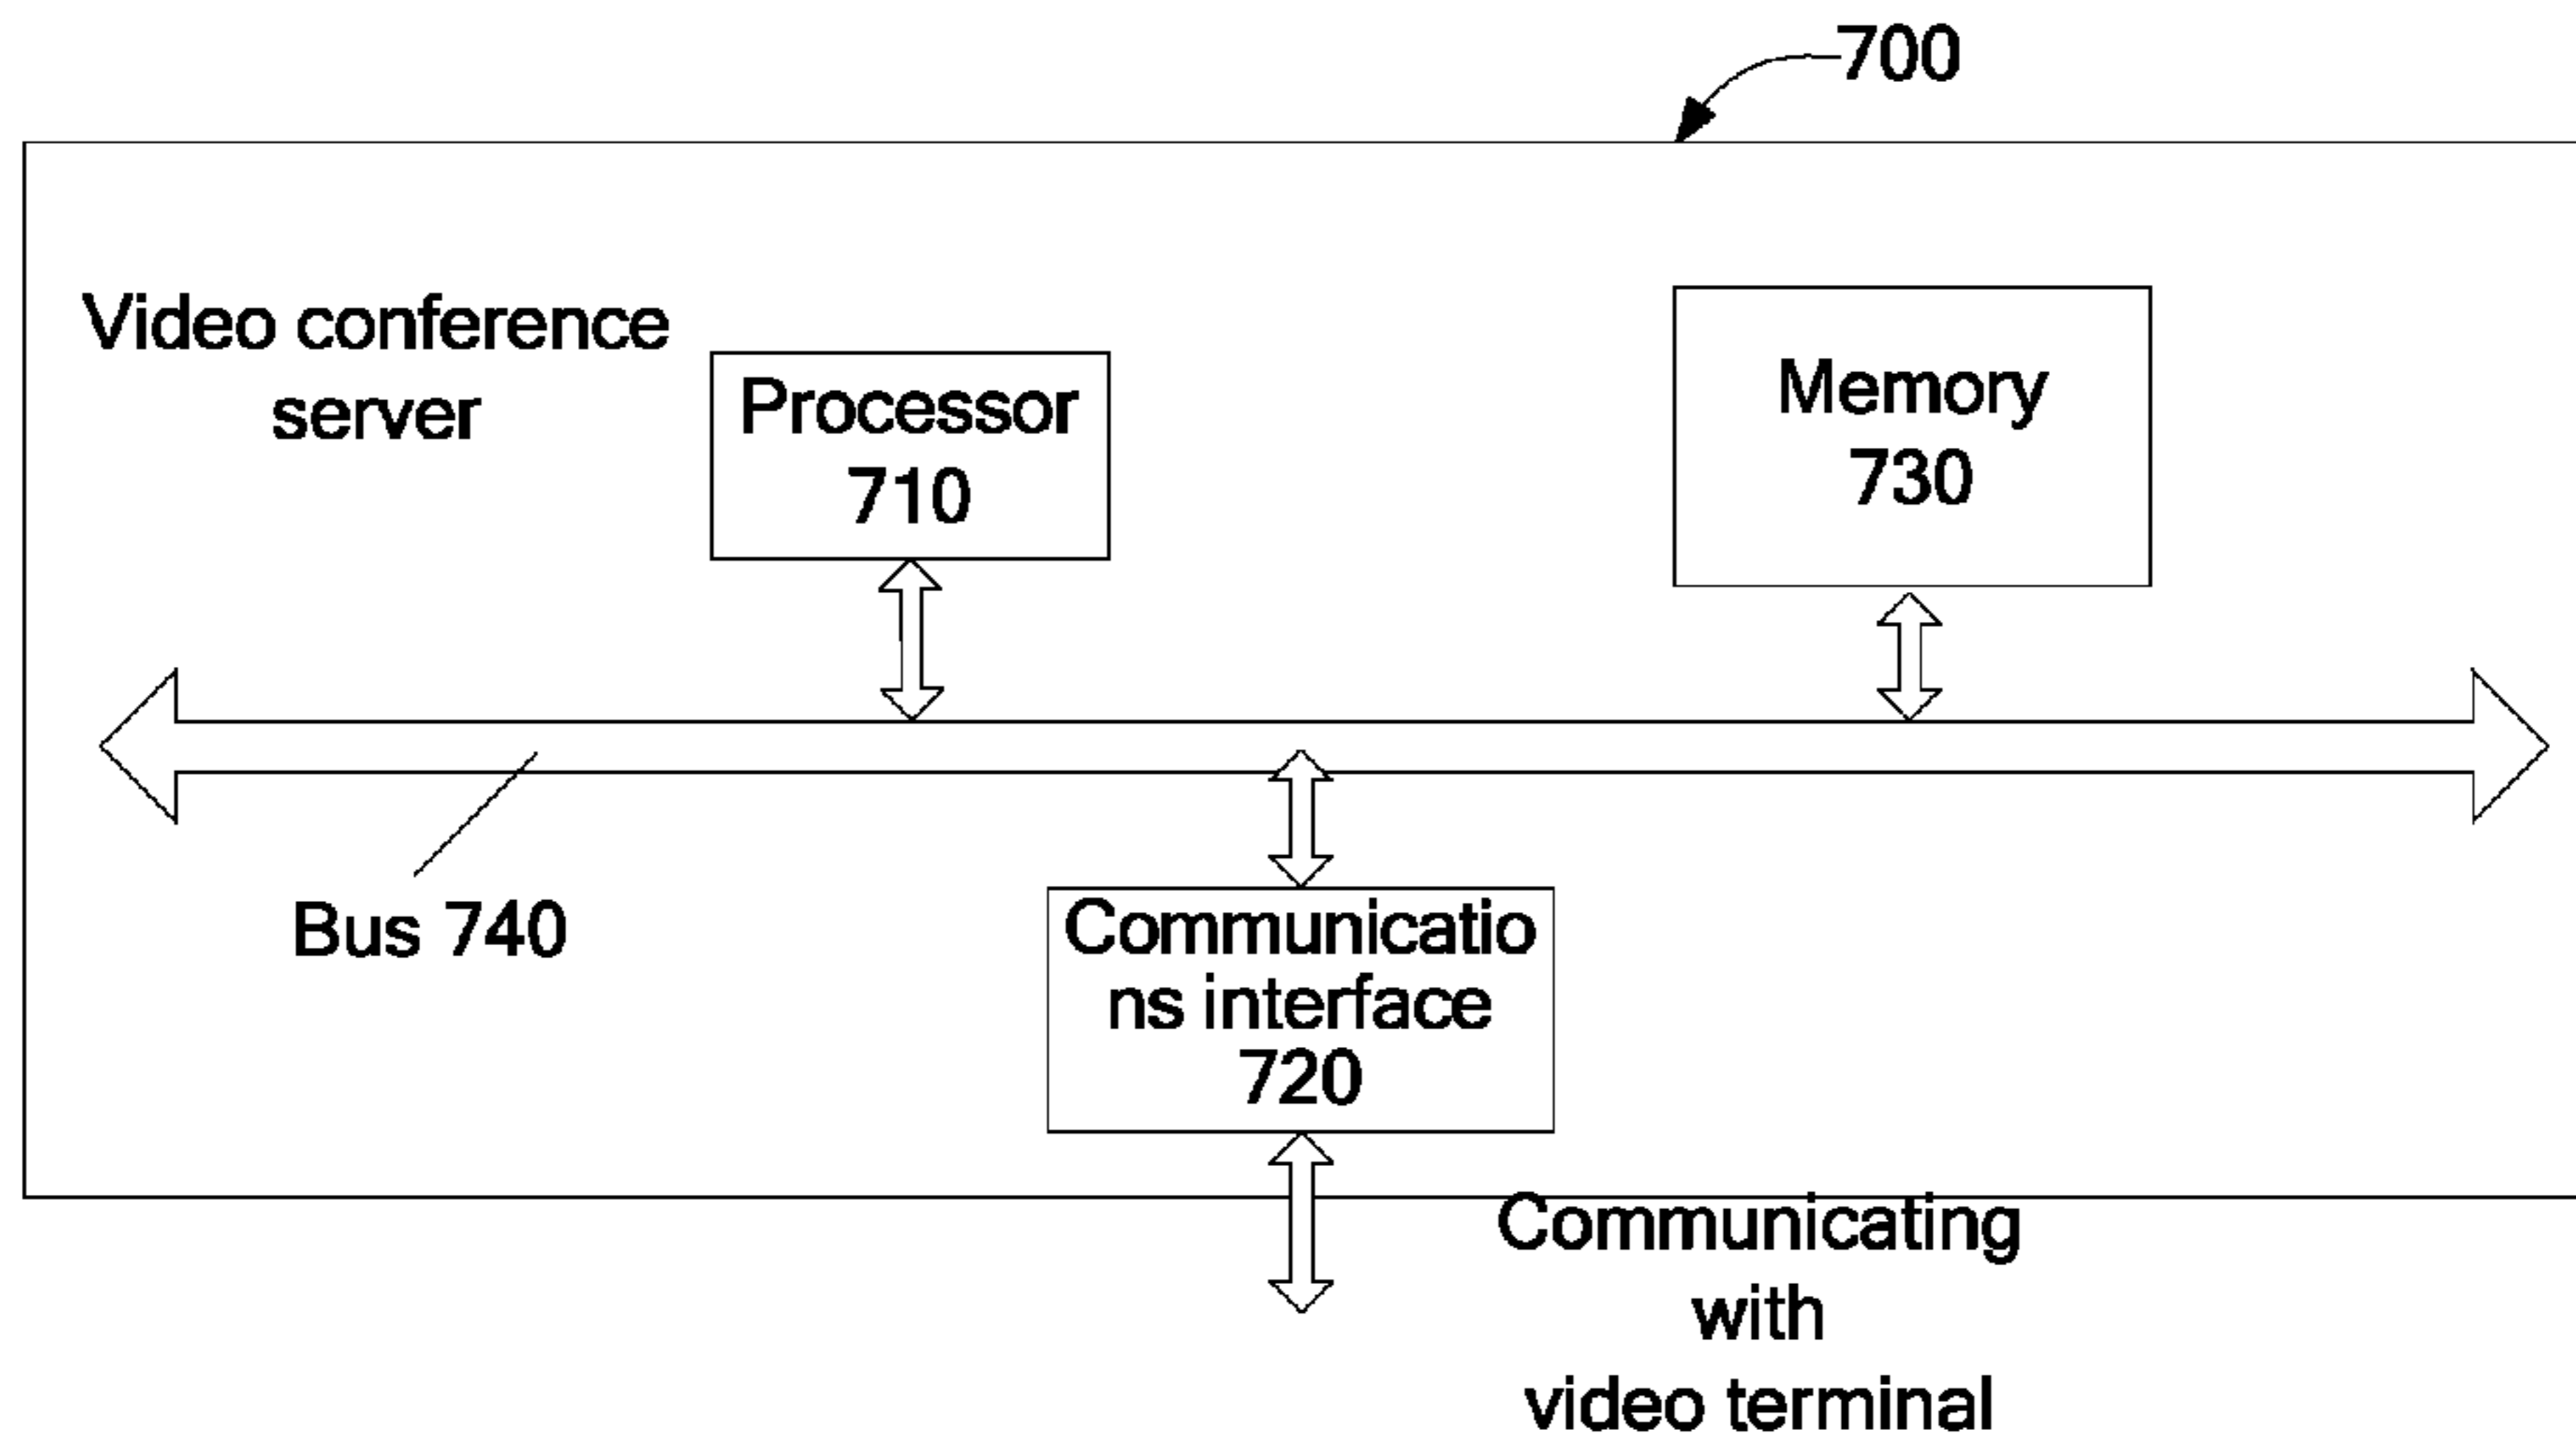 700
Video conference
server
Processor
710
Memory
730
Bus 740
Communicatio
ns interface
720
Communicating
with
video terminal